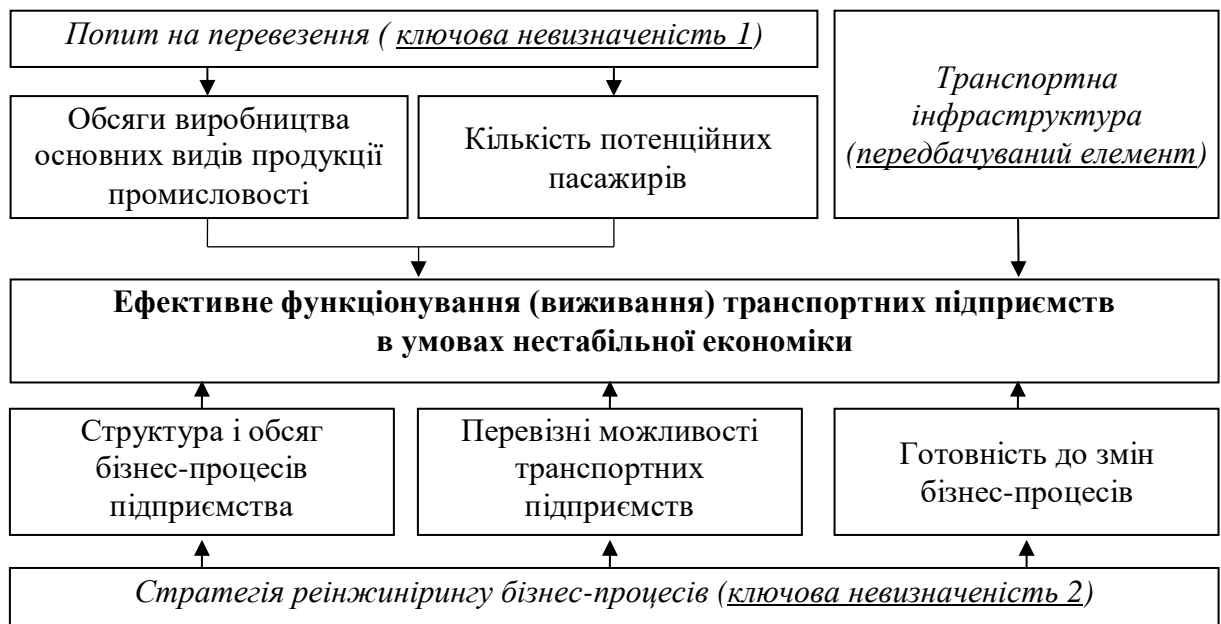 Попит на перевезення ( ключова невизначеність 1)
Обсяги виробництва
основних видів продукції
промисловості
Кількість потенційних
пасажирів
Транспортна
інфраструктура
(передбачуваний елемент)
Ефективне функціонування (виживання) транспортних підприємств
в умовах нестабільної економіки
Структура і обсяг
бізнес-процесів
підприємства
Перевізні можливості
транспортних
підприємств
Готовність до змін
бізнес-процесів
Стратегія реінжинірингу бізнес-процесів (ключова невизначеність 2)